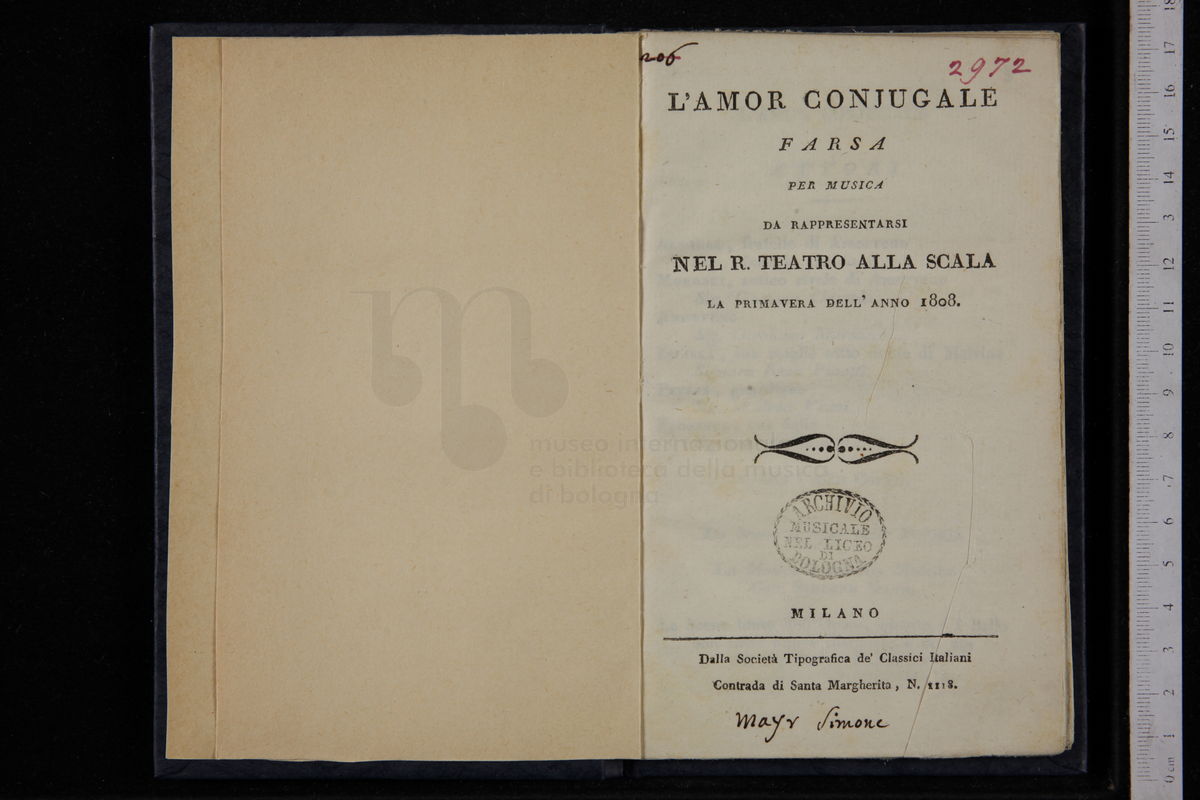 206
2972
L'AMOR CONJUGALE
FARSA
PER MUSICA
DA RAPPRESENTARSI
NEL R. TEATRO ALLA SCALA
LA PRIMAVERA DELL' ANNO 1808.
museo internazionale
e biblioteca della musica
di bologna
ARCHIVIO
MUSICALE
NEL LICEO
DI
BOLOGNA
MILANO
Dalla Società Tipografica de' Classici Italiani
Contrada di Santa Margherita, N. 1118.
Mayr Simone